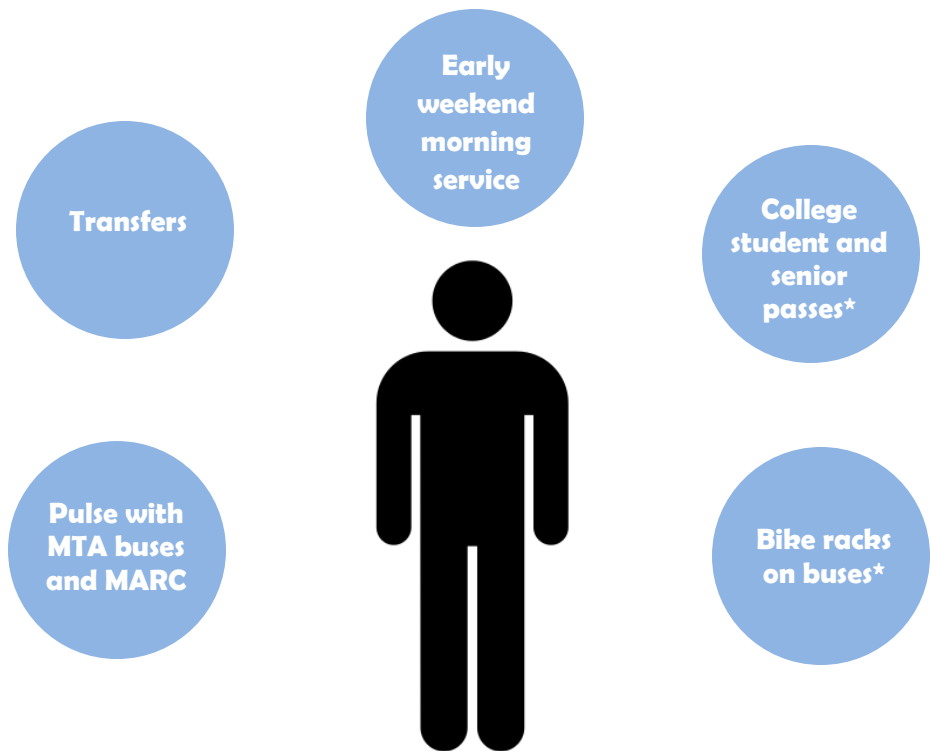 Early
weekend
morning
service
Transfers
College
student and
senior
passes*
Pulse with
MTA buses
and MARC
Bike racks
on buses*